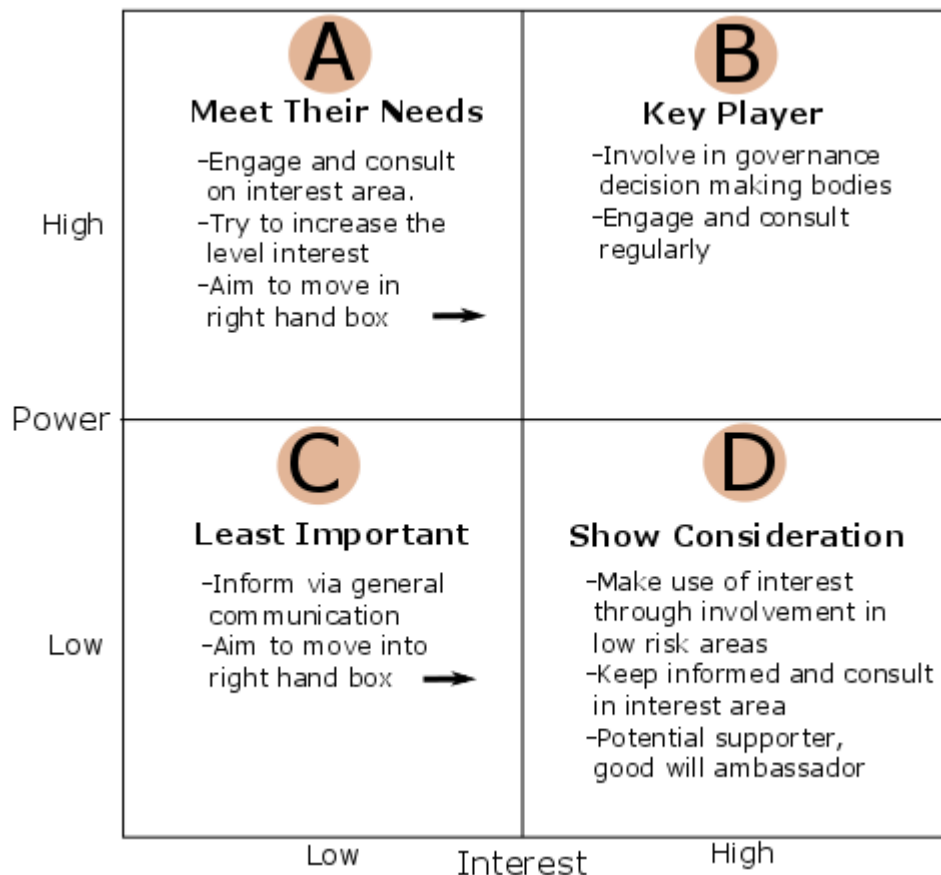 A
Meet Their Needs
-Engage and consult
on interest area.
-Try to increase the
level interest
-Aim to move in
right hand box
B
Key Player
-Involve in governance
decision making bodies
-Engage and consult
regularly
High
Power
C
Least Important
-Inform via general
communication
-Aim to move into
right hand box
D
Show Consideration
-Make use of interest
through involvement in
low risk areas
-Keep informed and consult
in interest area
-Potential supporter,
good will ambassador
Low
Low
Interest
High